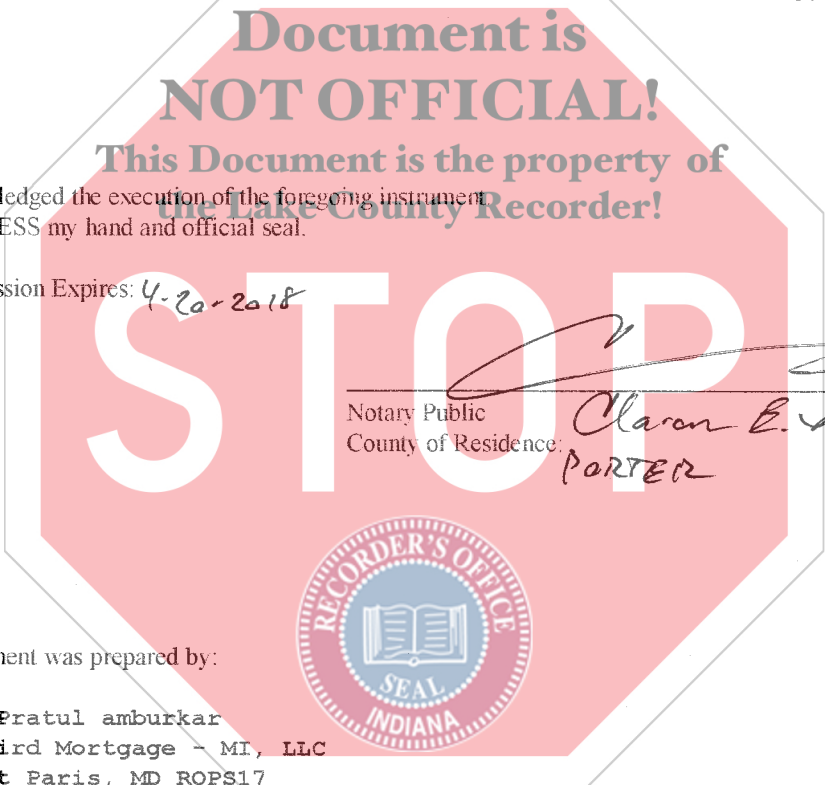 Document is
NOT OFFICIAL!
This Document is the property of
the Lake County Recorder!
ledged the execution of the foregoing instrument.
ESS my hand and official seal.
ssion Expires: 4-20-2018
STOP
Notary Public
County of Residence:
PORTER
RECORDER'S OFFICE
SEAL
INDIANA
nent was prepared by:
Pratul amburkar
ird Mortgage - MI, LLC
t Paris, MD ROPS17